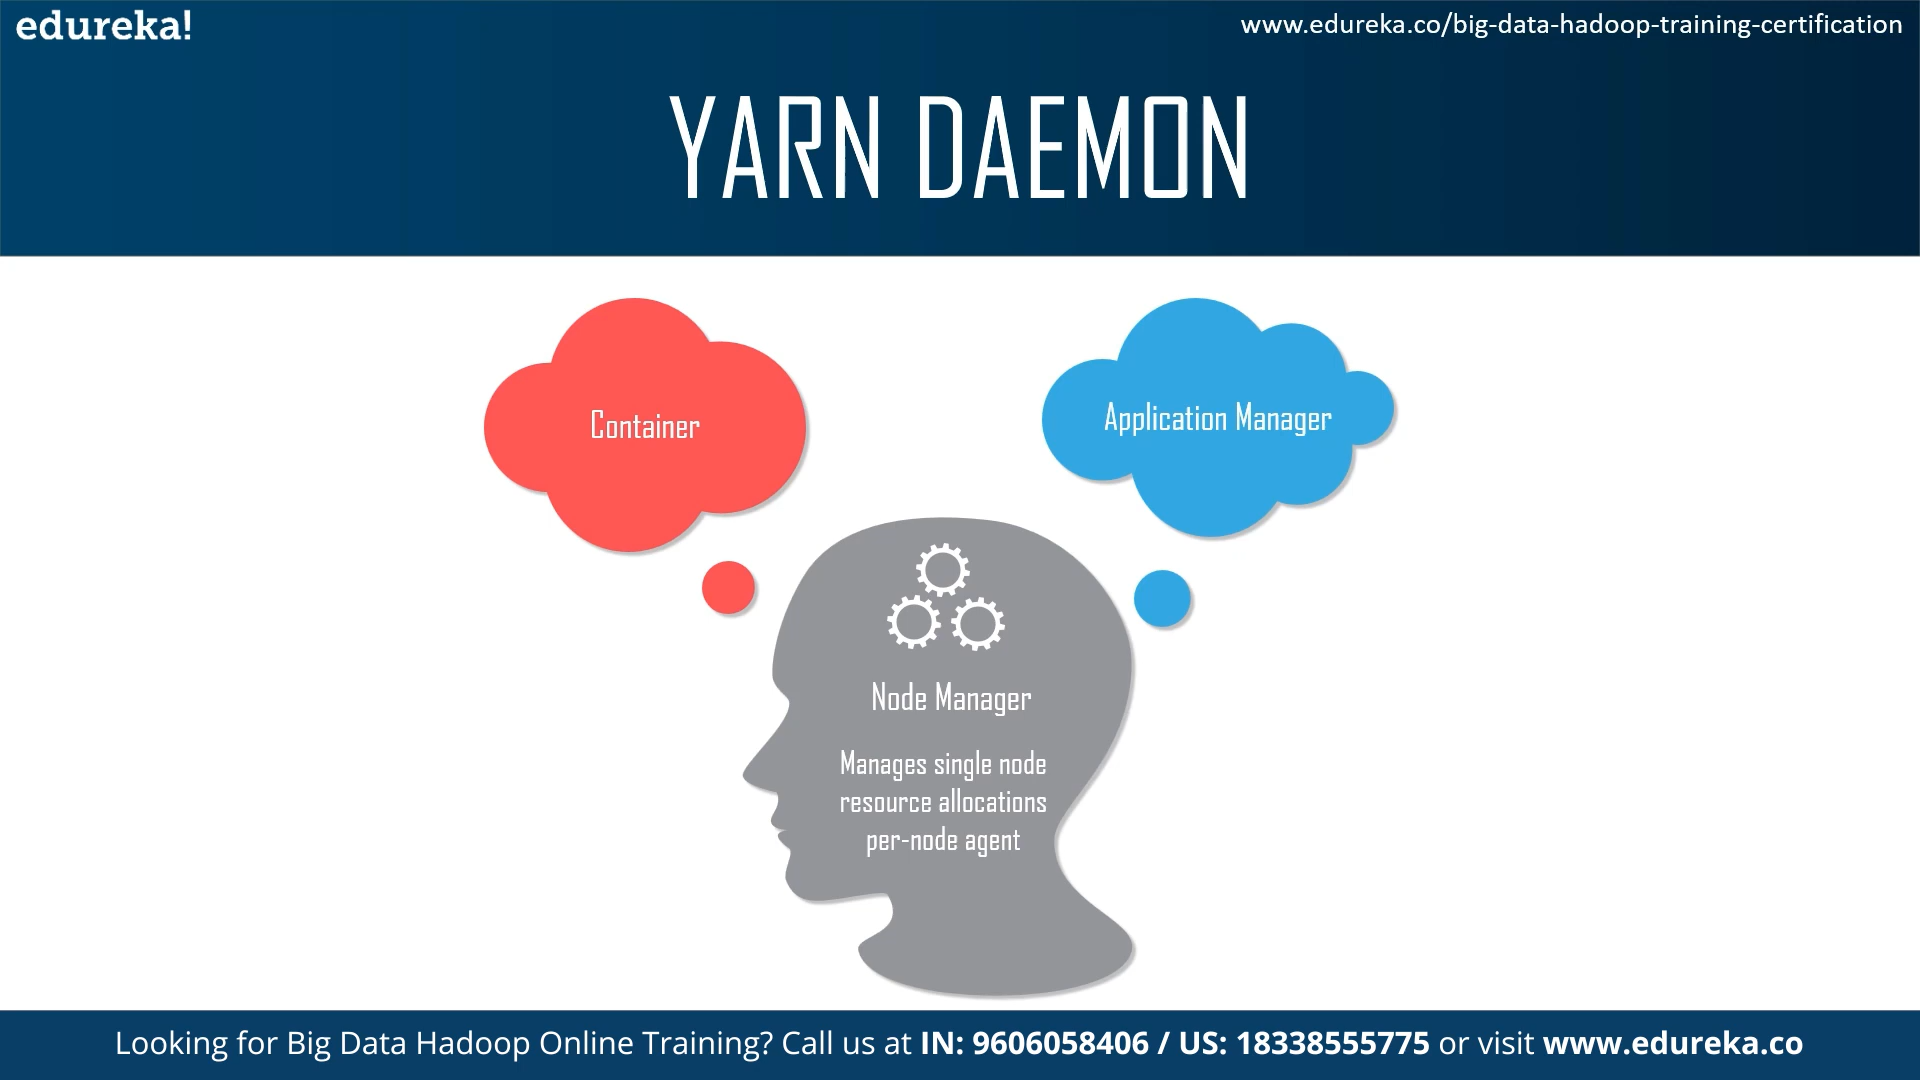 edureka!
www.edureka.co/big-data-hadoop-training-certification
YARN DAEMON
Container
Application Manager
Node Manager
Manages single node
resource allocations
per-node agent
Looking for Big Data Hadoop Online Training? Call us at IN: 9606058406 / US: 18338555775 or visit www.edureka.co